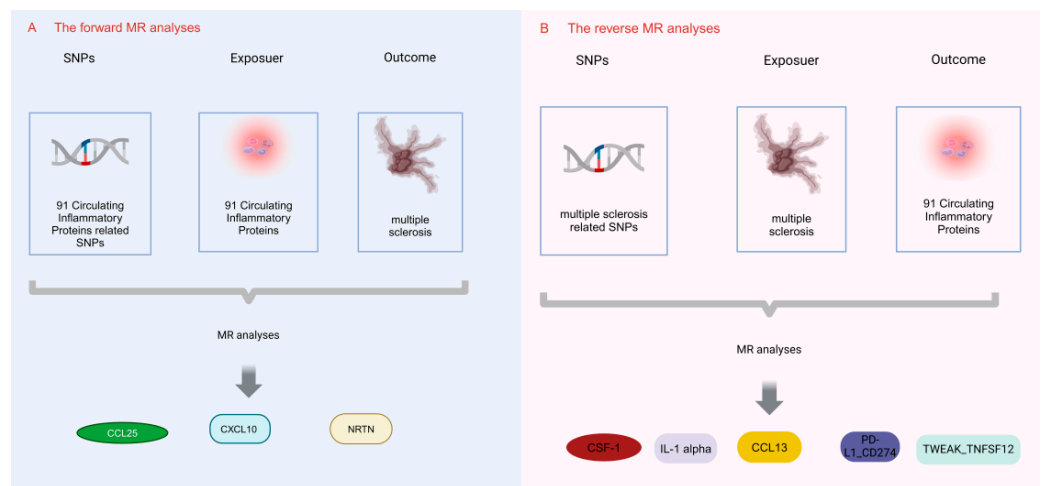 A The forward MR analyses
SNPs Exposuer Outcome
91 Circulating
Inflammatory
Proteins related
SNPs
91 Circulating
Inflammatory
Proteins
multiple
sclerosis
MR analyses
CCL25 CXCL10 NRTN
B The reverse MR analyses
SNPs Exposuer Outcome
multiple sclerosis
related SNPs
multiple
sclerosis
91 Circulating
Inflammatory
Proteins
MR analyses
CSF-1 IL-1 alpha CCL13
PD-
L1_CD274
TWEAK_TNFSF12